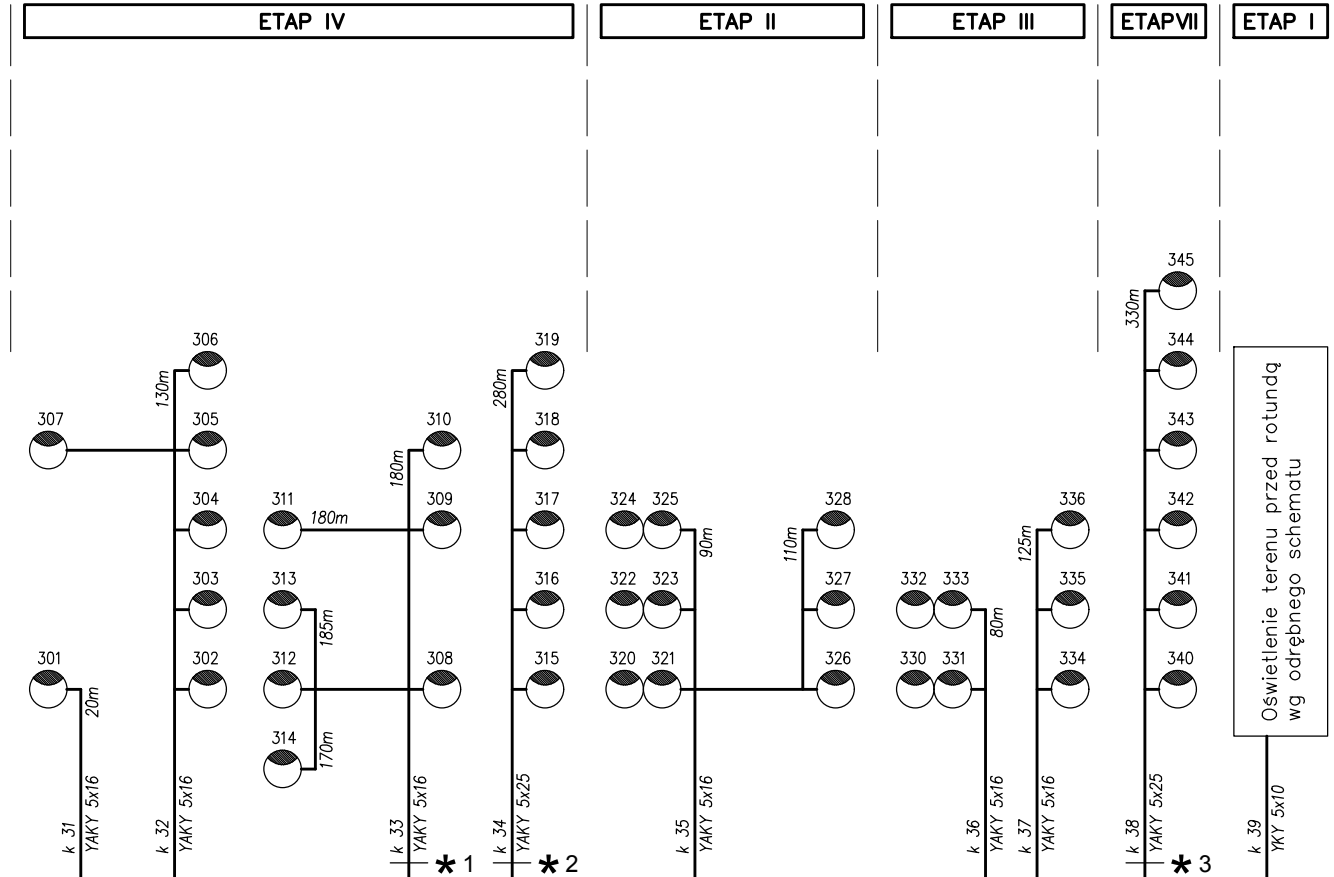 ETAP IV
ETAP II
ETAP III
ETAPVII
ETAP I
345
330m
306
319
344
130m
280m
307
305
310
318
343
180m
304
311
180m
309
317
324 325
328
336
342
90m
110m
125m
303
313
316
322 323
327
332 333
335
341
185m
80m
301
302
312
308
315
320 321
326
330 331
334
340
20m
314
170m
Oświetlenie terenu przed rotundą
wg odrębnego schematu
k 31
YAKY 5x16
k 32
YAKY 5x16
k 33
YAKY 5x16
k 34
YAKY 5x25
k 35
YAKY 5x16
k 36
YAKY 5x16
k 37
YAKY 5x16
k 38
YAKY 5x25
k 39
YKY 5x10
* 1
* 2
* 3